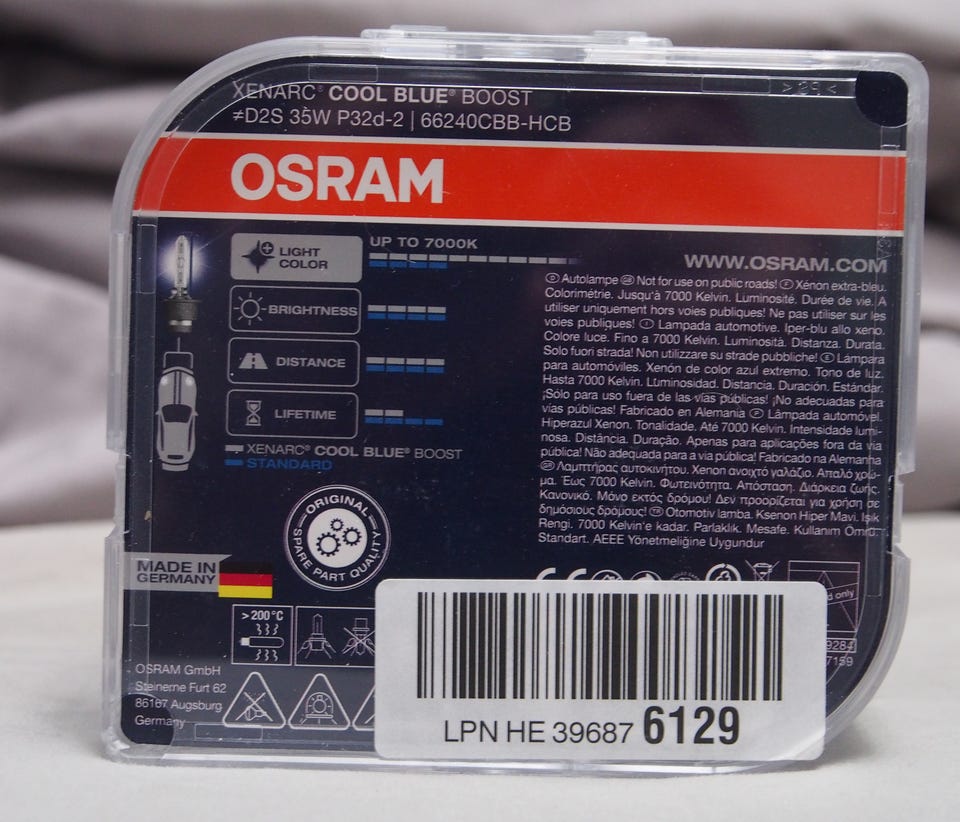 XENARC® COOL BLUE® BOOST
≠D2S 35W P32d-2 | 66240CBB-HCB
OSRAM
LIGHT
COLOR
UP TO 7000K
BRIGHTNESS
DISTANCE
LIFETIME
XENARC® COOL BLUE® BOOST
STANDARD
WWW.OSRAM.COM
Ⓓ Autolampe GB Not for use on public roads! Ⓕ Xénon extra-bleu.
Colorimétrie. Jusqu'à 7000 Kelvin. Luminosité. Durée de vie. A
utiliser uniquement hors voies publiques! Ne pas utiliser sur les
voies publiques! Ⓘ Lampada automotive. Iper-blu allo xeno.
Colore luce. Fino a 7000 Kelvin. Luminosità. Distanza. Durata.
Solo fuori strada! Non utilizzare su strade pubbliche! Ⓔ Lámpara
para automóviles. Xenón de color azul extremo. Tono de luz.
Hasta 7000 Kelvin. Luminosidad. Distancia. Duración. Estándar.
¡Sólo para uso fuera de las vías públicas! ¡No adecuadas para
vías públicas! Fabricado en Alemania Ⓟ Lâmpada automóvel.
Hiperazul Xenon. Tonalidade. Até 7000 Kelvin. Intensidade lumi-
nosa. Distância. Duração. Apenas para aplicações fora da via
pública! Não adequada para a via pública! Fabricado na Alemanha
GR Λαμπτήρας αυτοκινήτου. Xenon ανοιχτό γαλάζιο. Απαλό χρώ-
μα. Έως 7000 Kelvin. Φωτεινότητα. Απόσταση. Διάρκεια ζωής.
Κανονικό. Μόνο εκτός δρόμου! Δεν προορίζεται για χρήση σε
δημόσιους δρόμους! TR Otomotiv lamba. Ksenon Hiper Mavi. Işık
Rengi. 7000 Kelvin'e kadar. Parlaklık. Mesafe. Kullanım Ömrü.
Standart. AEEE Yönetmeliğine Uygundur
ORIGINAL
SPARE PART QUALITY
MADE IN
GERMANY
> 200°C
only
9284
7159
OSRAM GmbH
Steinerne Furt 62
86167 Augsburg
Germany
LPN HE 39687 6129